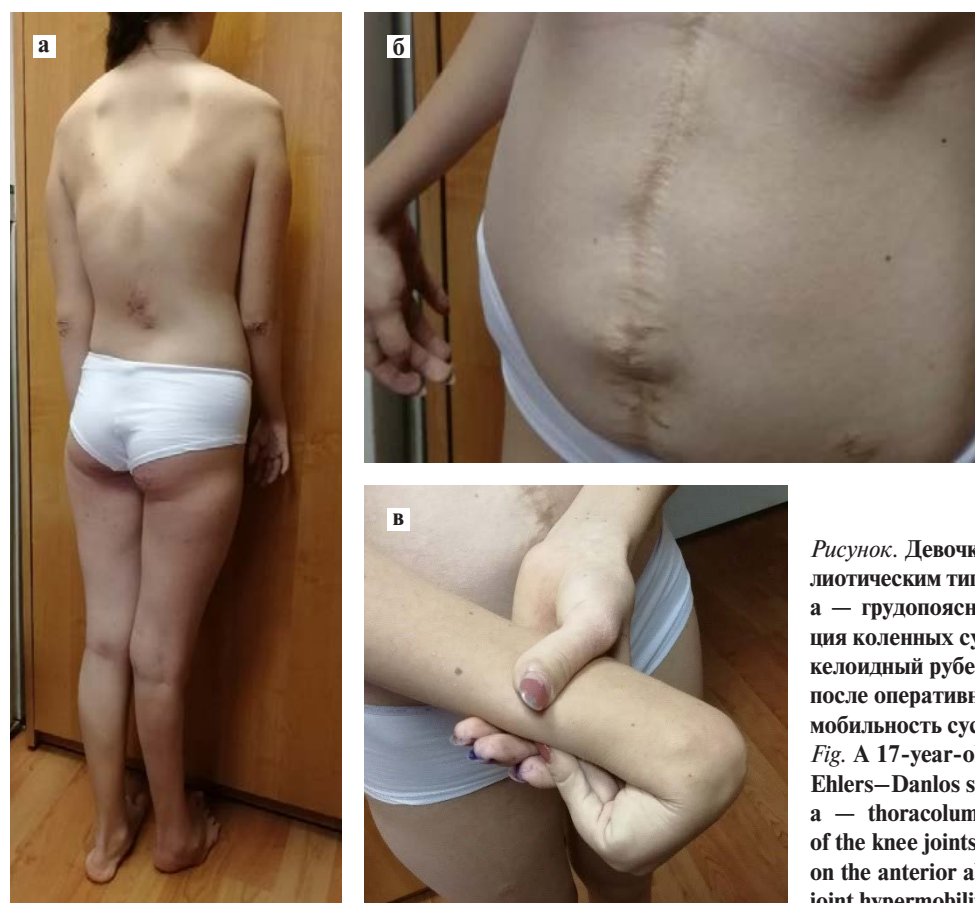 а
б
в
Рисунок. Девочк
лиотическим тип
а — грудопоясн
ция коленных су
келоидный рубе
после оперативн
мобильность сус
Fig. A 17-year-o
Ehlers–Danlos s
a — thoracolum
of the knee joints
on the anterior a
joint hypermobili